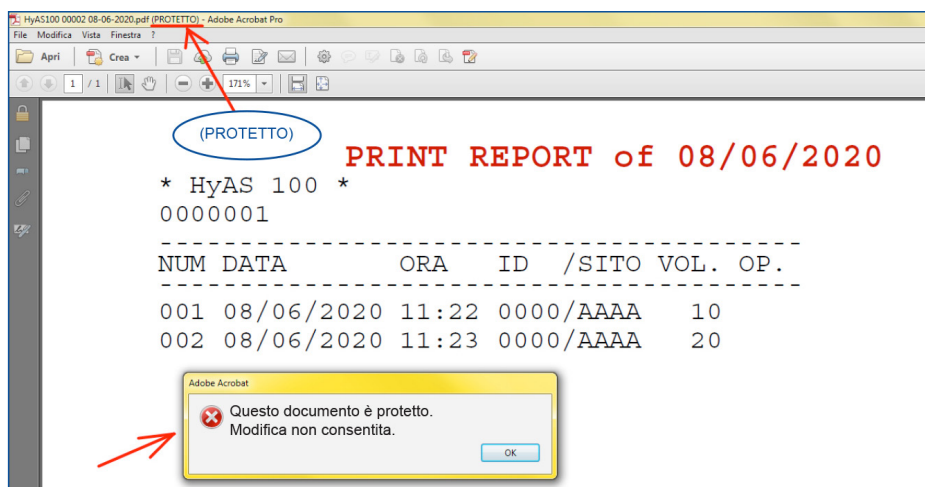 HyAS100 00002 08-06-2020.pdf (PROTETTO) - Adobe Acrobat Pro
File Modifica Vista Finestra ?
Apri Crea
1 / 1 171%
(PROTETTO)
PRINT REPORT of 08/06/2020
* HyAS 100 *
0000001
------------------------------------------
NUM DATA ORA ID /SITO VOL. OP.
------------------------------------------
001 08/06/2020 11:22 0000/AAAA 10
002 08/06/2020 11:23 0000/AAAA 20
Adobe Acrobat
Questo documento è protetto.
Modifica non consentita.
OK